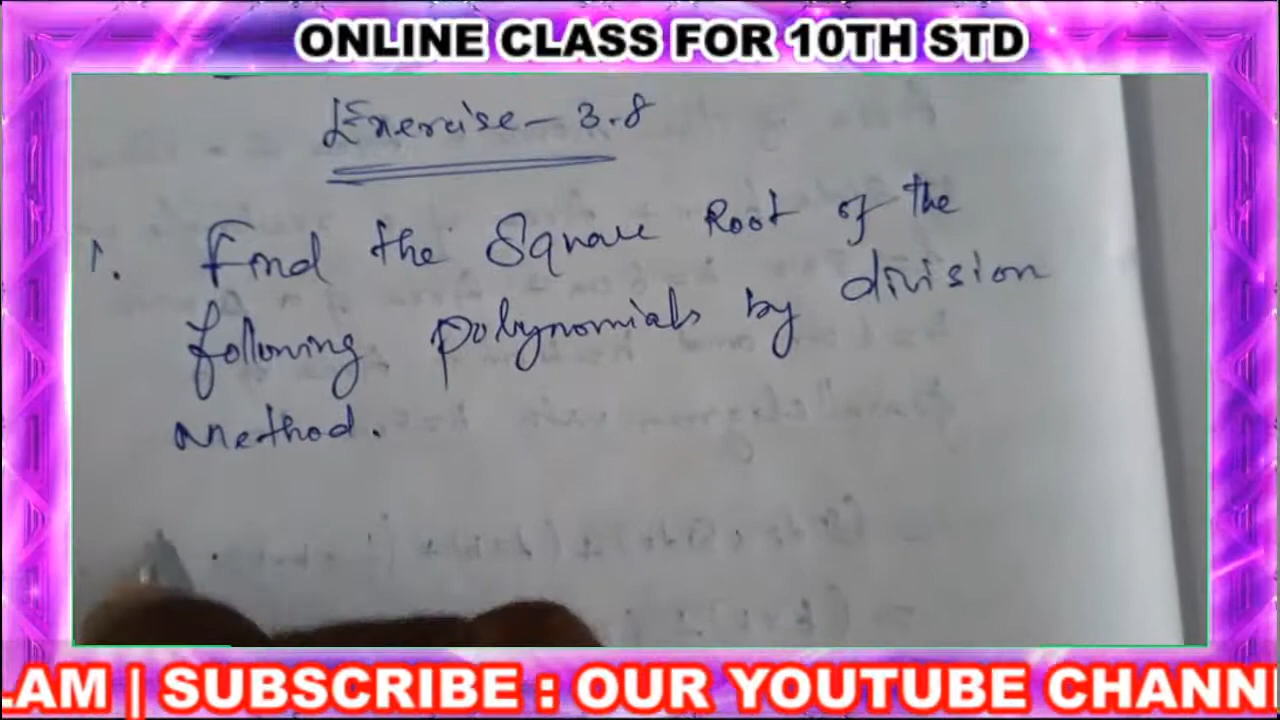 ONLINE CLASS FOR 10TH STD
Exercise - 3.8
1. Find the Square Root of the
following polynomials by division
Method.
LAM | SUBSCRIBE : OUR YOUTUBE CHANN